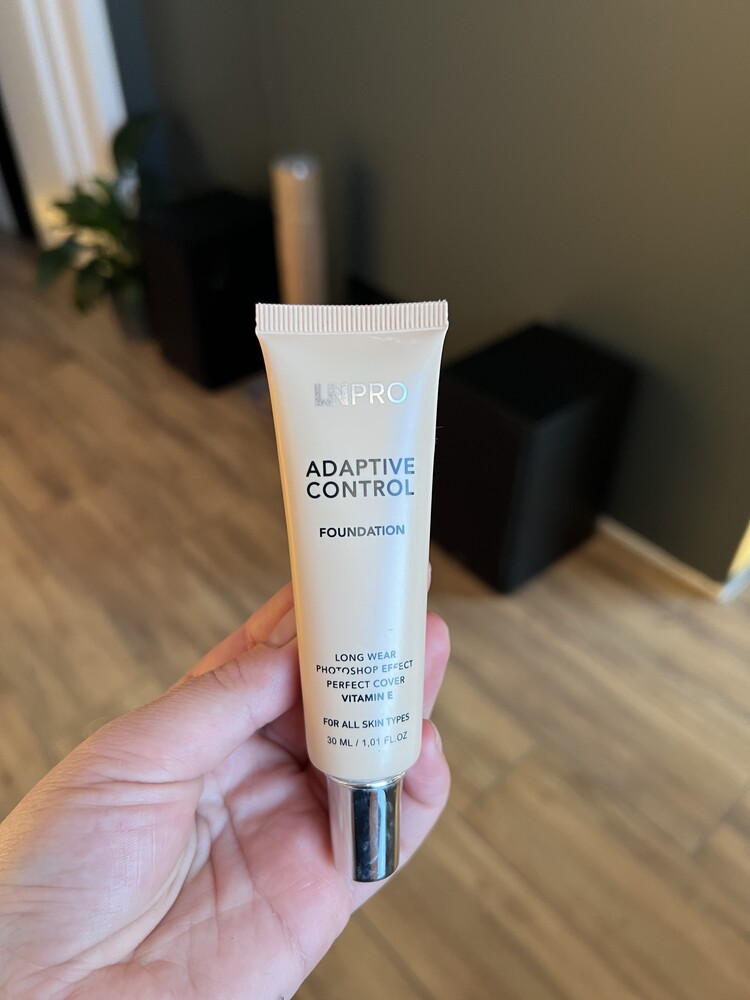 LNPRO
ADAPTIVE
CONTROL
FOUNDATION
LONG WEAR
PHOTOSHOP EFFECT
PERFECT COVER
VITAMIN E
FOR ALL SKIN TYPES
30 ML / 1,01 FL.OZ